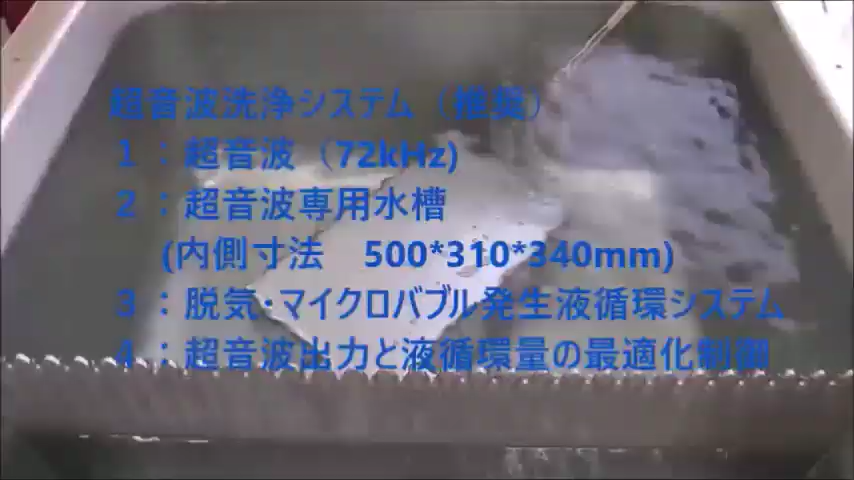 超音波洗浄システム（推奨）
１：超音波（72kHz)
２：超音波専用水槽
(内側寸法　500*310*340mm)
３：脱気・マイクロバブル発生液循環システム
４：超音波出力と液循環量の最適化制御